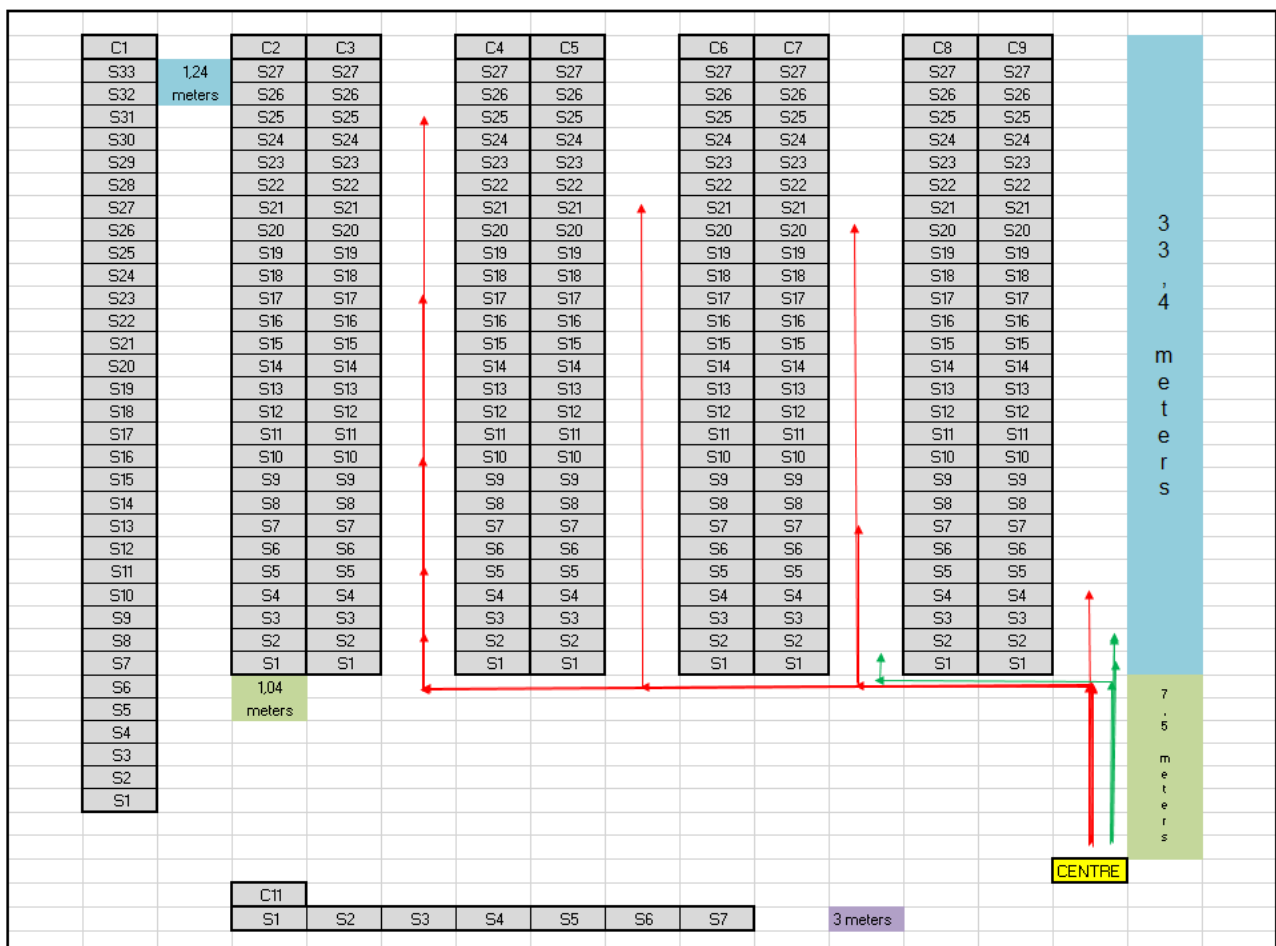 C1 C2 C3 C4 C5 C6 C7 C8 C9
S33 1,24 S27 S27 S27 S27 S27 S27 S27 S27
S32 meters S26 S26 S26 S26 S26 S26 S26 S26
S31 S25 S25 S25 S25 S25 S25 S25 S25
S30 S24 S24 S24 S24 S24 S24 S24 S24
S29 S23 S23 S23 S23 S23 S23 S23 S23
S28 S22 S22 S22 S22 S22 S22 S22 S22
S27 S21 S21 S21 S21 S21 S21 S21 S21
S26 S20 S20 S20 S20 S20 S20 S20 S20
S25 S19 S19 S19 S19 S19 S19 S19 S19
S24 S18 S18 S18 S18 S18 S18 S18 S18
S23 S17 S17 S17 S17 S17 S17 S17 S17
S22 S16 S16 S16 S16 S16 S16 S16 S16
S21 S15 S15 S15 S15 S15 S15 S15 S15
S20 S14 S14 S14 S14 S14 S14 S14 S14
S19 S13 S13 S13 S13 S13 S13 S13 S13
S18 S12 S12 S12 S12 S12 S12 S12 S12
S17 S11 S11 S11 S11 S11 S11 S11 S11
S16 S10 S10 S10 S10 S10 S10 S10 S10
S15 S9 S9 S9 S9 S9 S9 S9 S9
S14 S8 S8 S8 S8 S8 S8 S8 S8
S13 S7 S7 S7 S7 S7 S7 S7 S7
S12 S6 S6 S6 S6 S6 S6 S6 S6
S11 S5 S5 S5 S5 S5 S5 S5 S5
S10 S4 S4 S4 S4 S4 S4 S4 S4
S9 S3 S3 S3 S3 S3 S3 S3 S3
S8 S2 S2 S2 S2 S2 S2 S2 S2
S7 S1 S1 S1 S1 S1 S1 S1 S1
S6 1,04
S5 meters
S4
S3
S2
S1
33,4 meters
7,5 meters
CENTRE
C11
S1 S2 S3 S4 S5 S6 S7 3 meters